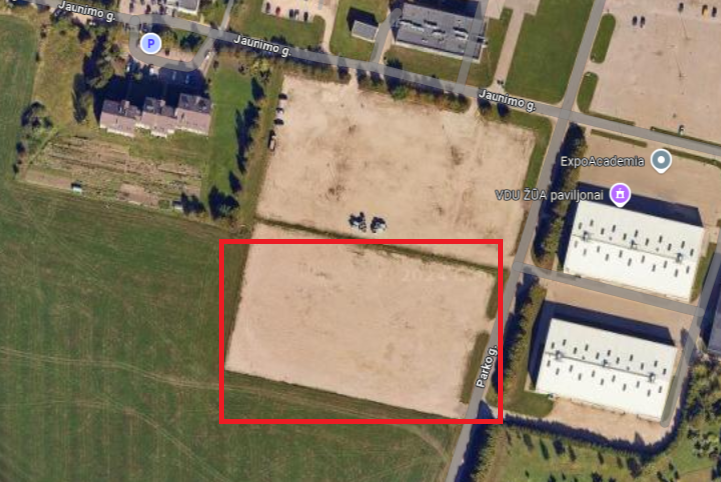 Jaunimo g.
P
Jaunimo g.
Jaunimo g.
ExpoAcademia
VDU ŽŪA paviljonai
Parko g.